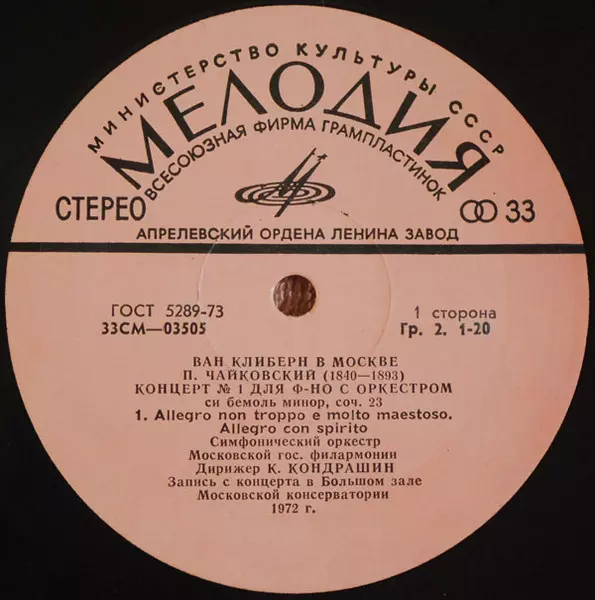 МИНИСТЕРСТВО КУЛЬТУРЫ СССР
МЕЛОДИЯ
ВСЕСОЮЗНАЯ ФИРМА ГРАМПЛАСТИНОК
СТЕРЕО
33
АПРЕЛЕВСКИЙ ОРДЕНА ЛЕНИНА ЗАВОД
ГОСТ 5289-73
1 сторона
33СМ—03505
Гр. 2. 1-20
ВАН КЛИБЕРН В МОСКВЕ
П. ЧАЙКОВСКИЙ (1840—1893)
КОНЦЕРТ № 1 ДЛЯ Ф-НО С ОРКЕСТРОМ
си бемоль минор, соч. 23
1. Allegro non troppo e molto maestoso.
Allegro con spirito
Симфонический оркестр
Московской гос. филармонии
Дирижер К. КОНДРАШИН
Запись с концерта в Большом зале
Московской консерватории
1972 г.